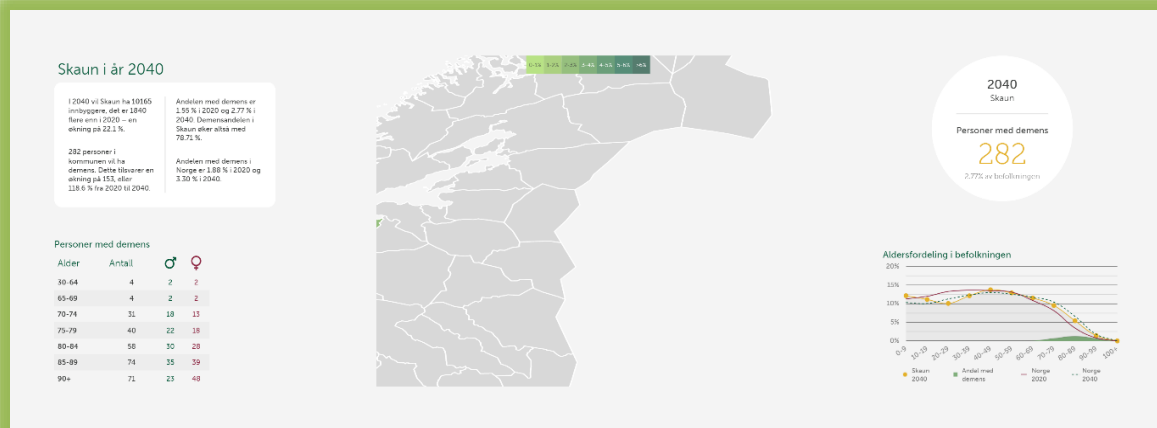 Skaun i år 2040
I 2040 vil Skaun ha 10165
innbyggere, det er 1840
flere enn i 2020 – en
økning på 22.1 %.
282 personer i
kommunen vil ha
demens. Dette tilsvarer en
økning på 153, eller
118.6 % fra 2020 til 2040.
Andelen med demens er
1.55 % i 2020 og 2.77 % i
2040. Demensandelen i
Skaun øker altså med
78.71 %.
Andelen med demens i
Norge er 1.88 % i 2020 og
3.30 % i 2040.
Personer med demens
Alder Antall ♂ ♀
30-64 4 2 2
65-69 4 2 2
70-74 31 18 13
75-79 40 22 18
80-84 58 30 28
85-89 74 35 39
90+ 71 23 48
2040
Skaun
Personer med demens
282
2.77% av befolkningen
Aldersfordeling i befolkningen
20%
15%
10%
5%
0%
0-9 10-19 20-29 30-39 40-49 50-59 60-69 70-79 80-89 90-99 100+
Skaun
2040
Andel med
demens
Norge
2020
Norge
2040